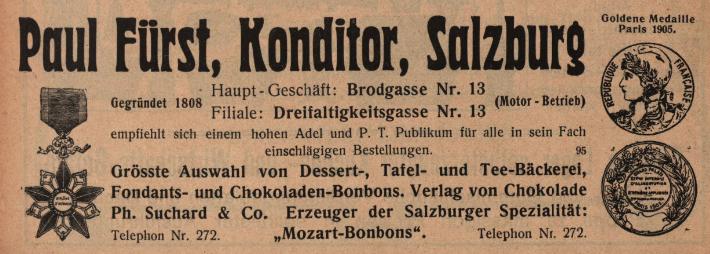 Paul Fürst, Konditor, Salzburg
Goldene Medaille
Paris 1905.
Gegründet 1808
Haupt-Geschäft: Brodgasse Nr. 13
Filiale: Dreifaltigkeitsgasse Nr. 13
(Motor-Betrieb)
REPUBLIQUE FRANÇAISE
empfiehlt sich einem hohen Adel und P. T. Publikum für alle in sein Fach
einschlägigen Bestellungen. 95
Grösste Auswahl von Dessert-, Tafel- und Tee-Bäckerei,
Fondants- und Chokoladen-Bonbons. Verlag von Chokolade
Ph. Suchard & Co. Erzeuger der Salzburger Spezialität:
Telephon Nr. 272. „Mozart-Bonbons“. Telephon Nr. 272.